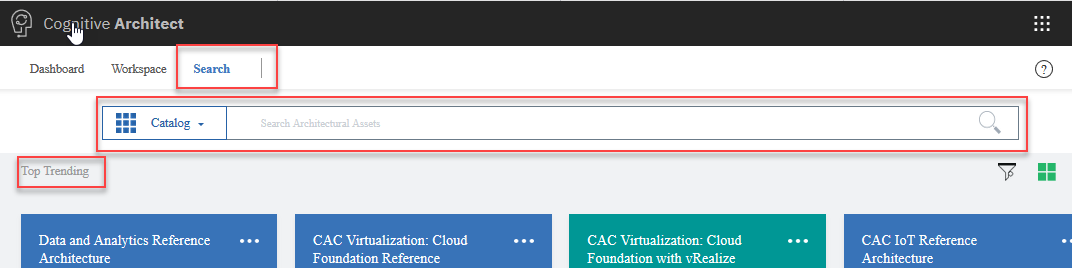 Cognitive Architect
Dashboard Workspace Search
?
Catalog Search Architectural Assets
Top Trending
Data and Analytics Reference
Architecture
CAC Virtualization: Cloud
Foundation Reference
CAC Virtualization: Cloud
Foundation with vRealize
CAC IoT Reference
Architecture